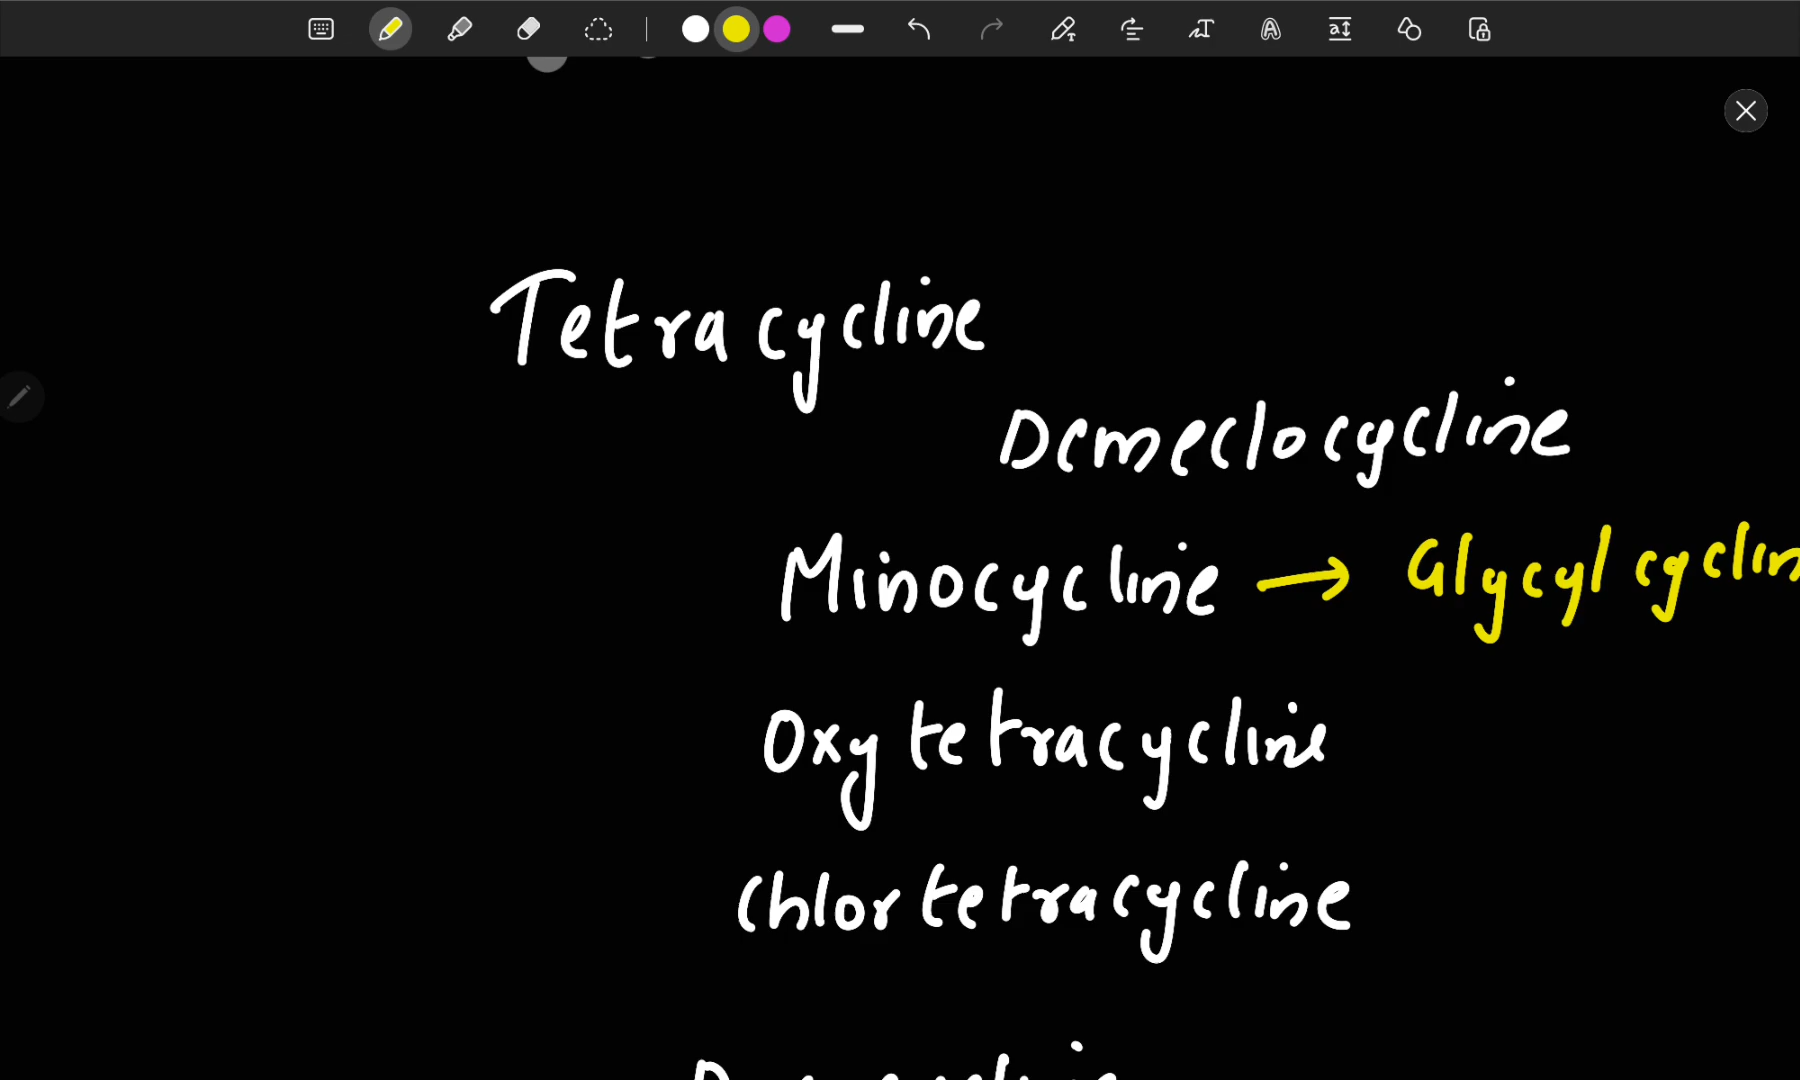 Tetracycline
Demeclocycline
Minocycline → Glycylcyclin
Oxytetracycline
Chlortetracycline